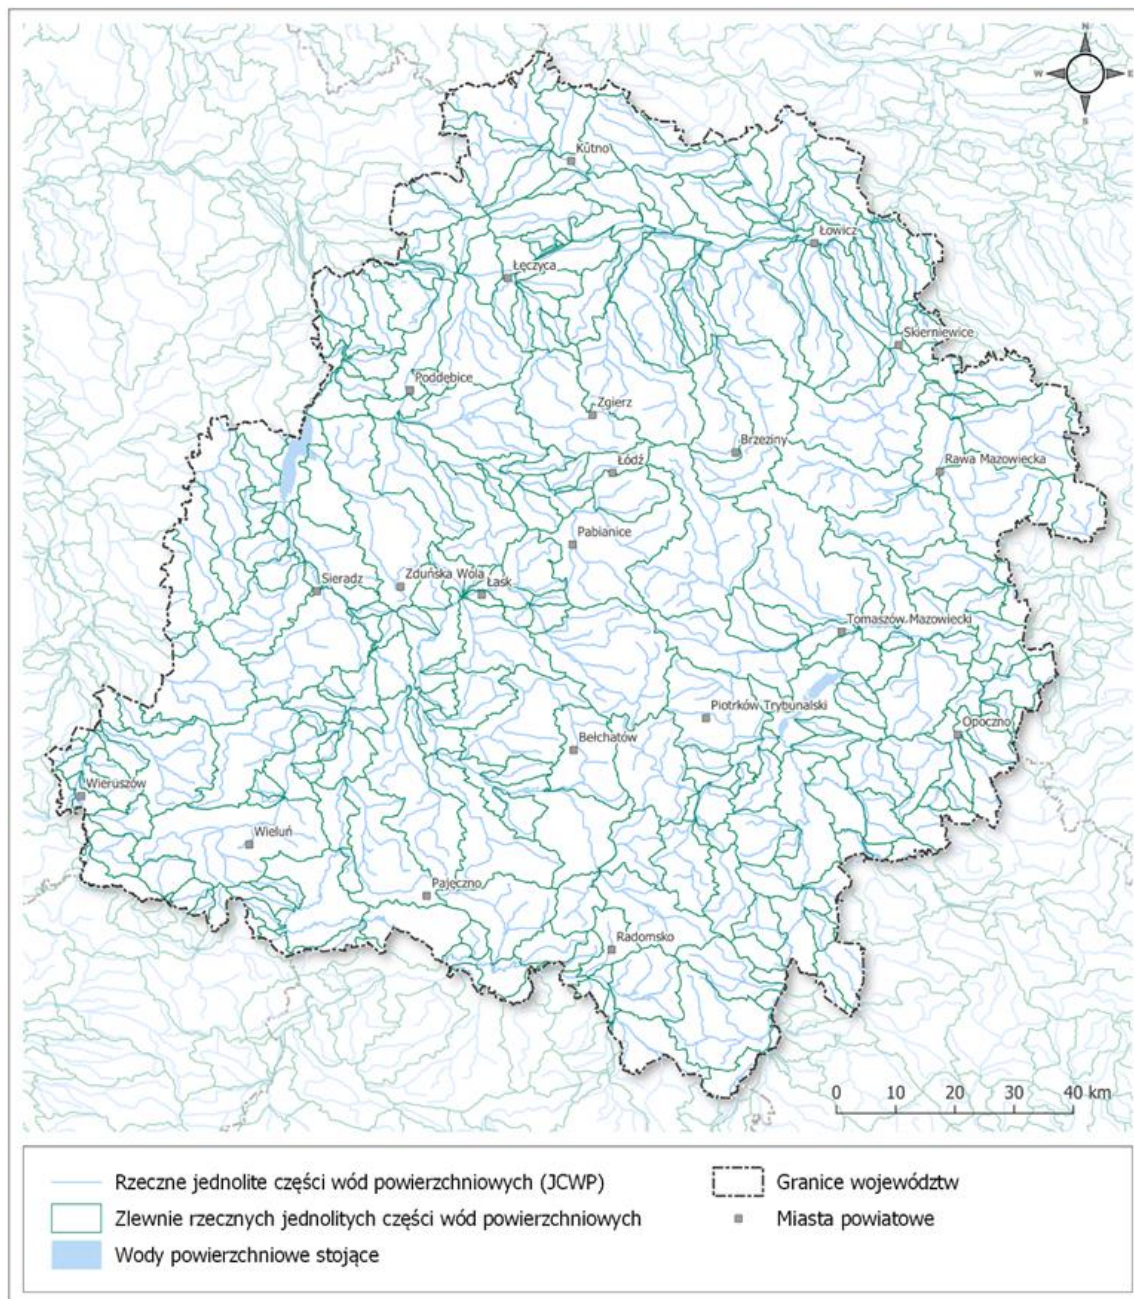 N
W E
S
Kutno
Łowicz
Łęczyca
Skierniewice
Poddębice
Zgierz
Brzeziny
Łódź
Rawa Mazowiecka
Pabianice
Zduńska Wola
Sieradz
Łask
Tomaszów Mazowiecki
Piotrków Trybunalski
Opoczno
Bełchatów
Wieruszów
Wieluń
Pajęczno
Radomsko
0 10 20 30 40 km
Rzeczne jednolite części wód powierzchniowych (JCWP)
Granice województw
Zlewnie rzecznych jednolitych części wód powierzchniowych
Miasta powiatowe
Wody powierzchniowe stojące